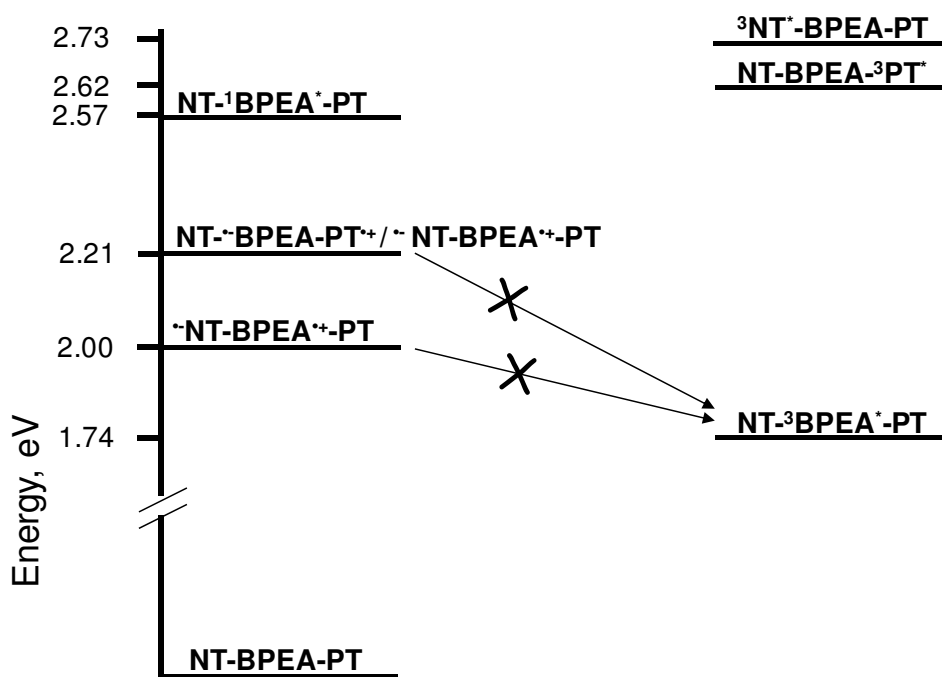 2.73
³NT*-BPEA-PT
2.62
NT-BPEA-³PT*
2.57
NT-¹BPEA*-PT
NT-•-BPEA-PT•+/ •- NT-BPEA•+-PT
2.21
•-NT-BPEA•+-PT
2.00
NT-³BPEA*-PT
1.74
Energy, eV
NT-BPEA-PT